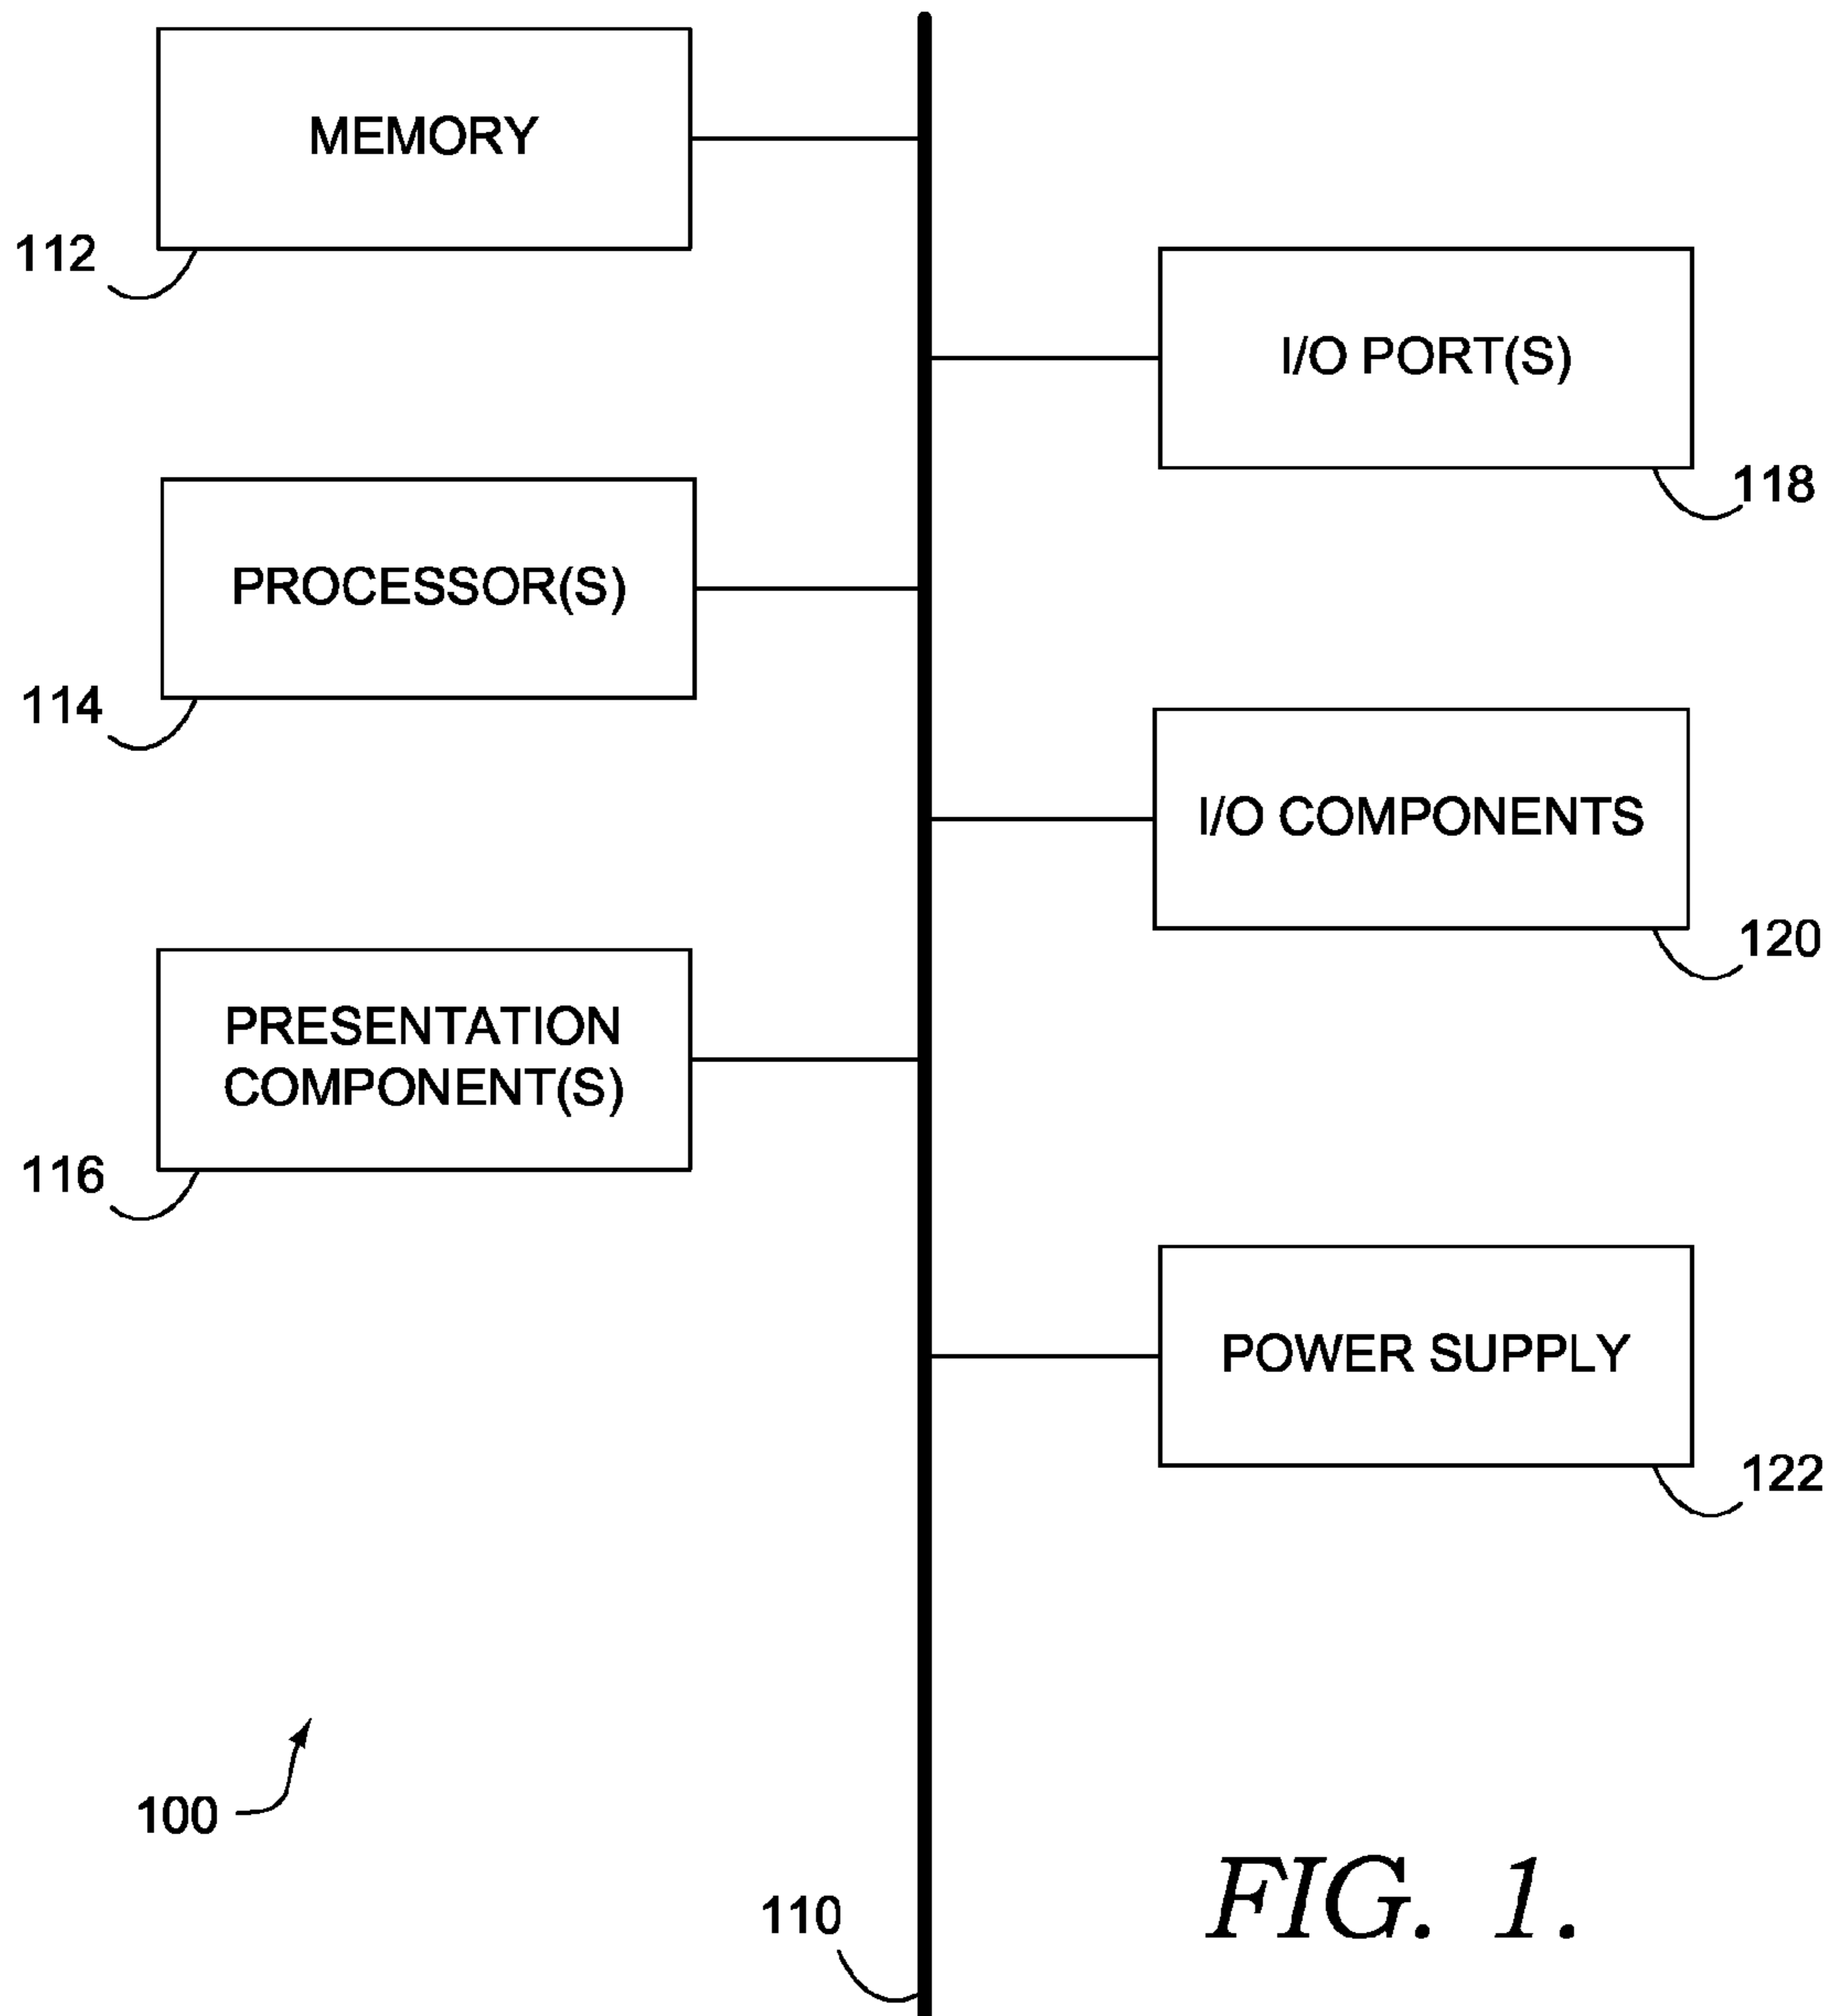 MEMORY
112
I/O PORT(S)
118
PROCESSOR(S)
114
I/O COMPONENTS
120
PRESENTATION
COMPONENT(S)
116
POWER SUPPLY
122
100
110
FIG. 1.